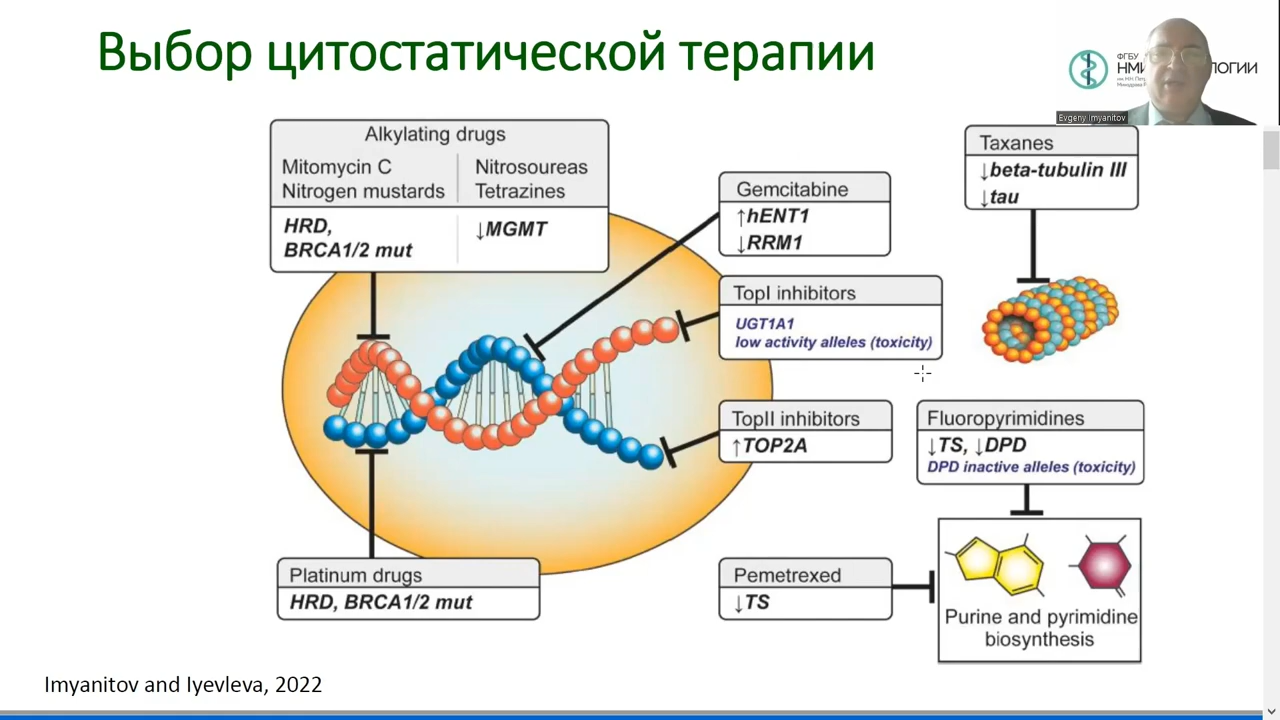 Выбор цитостатической терапии
ФГБУ
Evgeny Imyanitov
Alkylating drugs
Mitomycin C
Nitrogen mustards
Nitrosoureas
Tetrazines
HRD,
BRCA1/2 mut
↓MGMT
Gemcitabine
↑hENT1
↓RRM1
Taxanes
↓beta-tubulin III
↓tau
TopI inhibitors
UGT1A1
low activity alleles (toxicity)
TopII inhibitors
↑TOP2A
Fluoropyrimidines
↓TS, ↓DPD
DPD inactive alleles (toxicity)
Platinum drugs
HRD, BRCA1/2 mut
Pemetrexed
↓TS
Purine and pyrimidine
biosynthesis
Imyanitov and Iyevleva, 2022